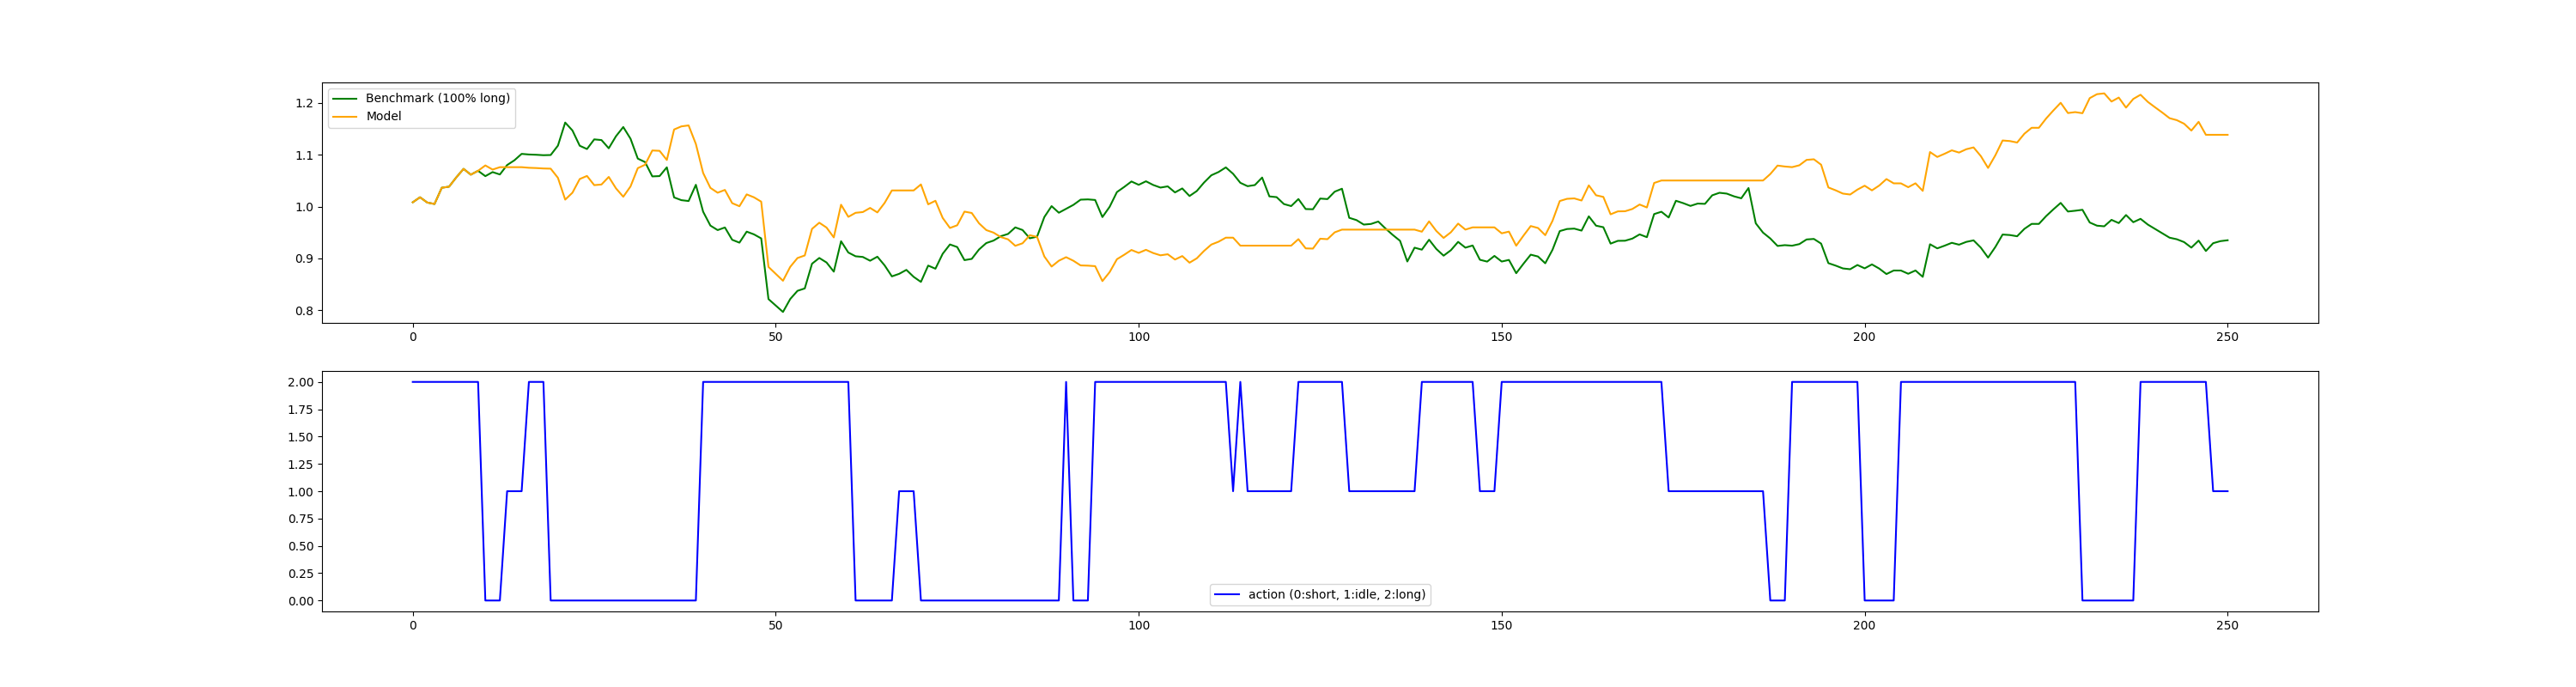 Benchmark (100% long)
Model
1.2
1.1
1.0
0.9
0.8
0 50 100 150 200 250
2.00
1.75
1.50
1.25
1.00
0.75
0.50
0.25
0.00
action (0:short, 1:idle, 2:long)
0 50 100 150 200 250